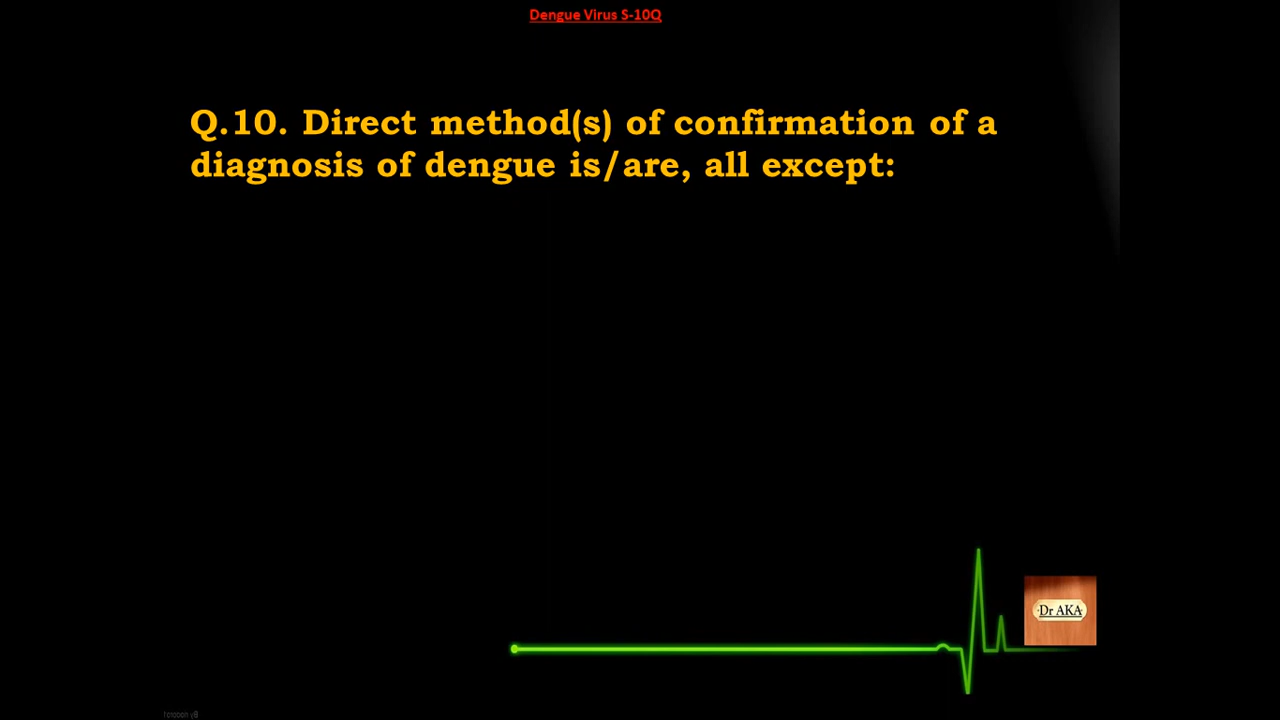 Dengue Virus S-10Q
Q.10. Direct method(s) of confirmation of a
diagnosis of dengue is/are, all except:
Dr AKA